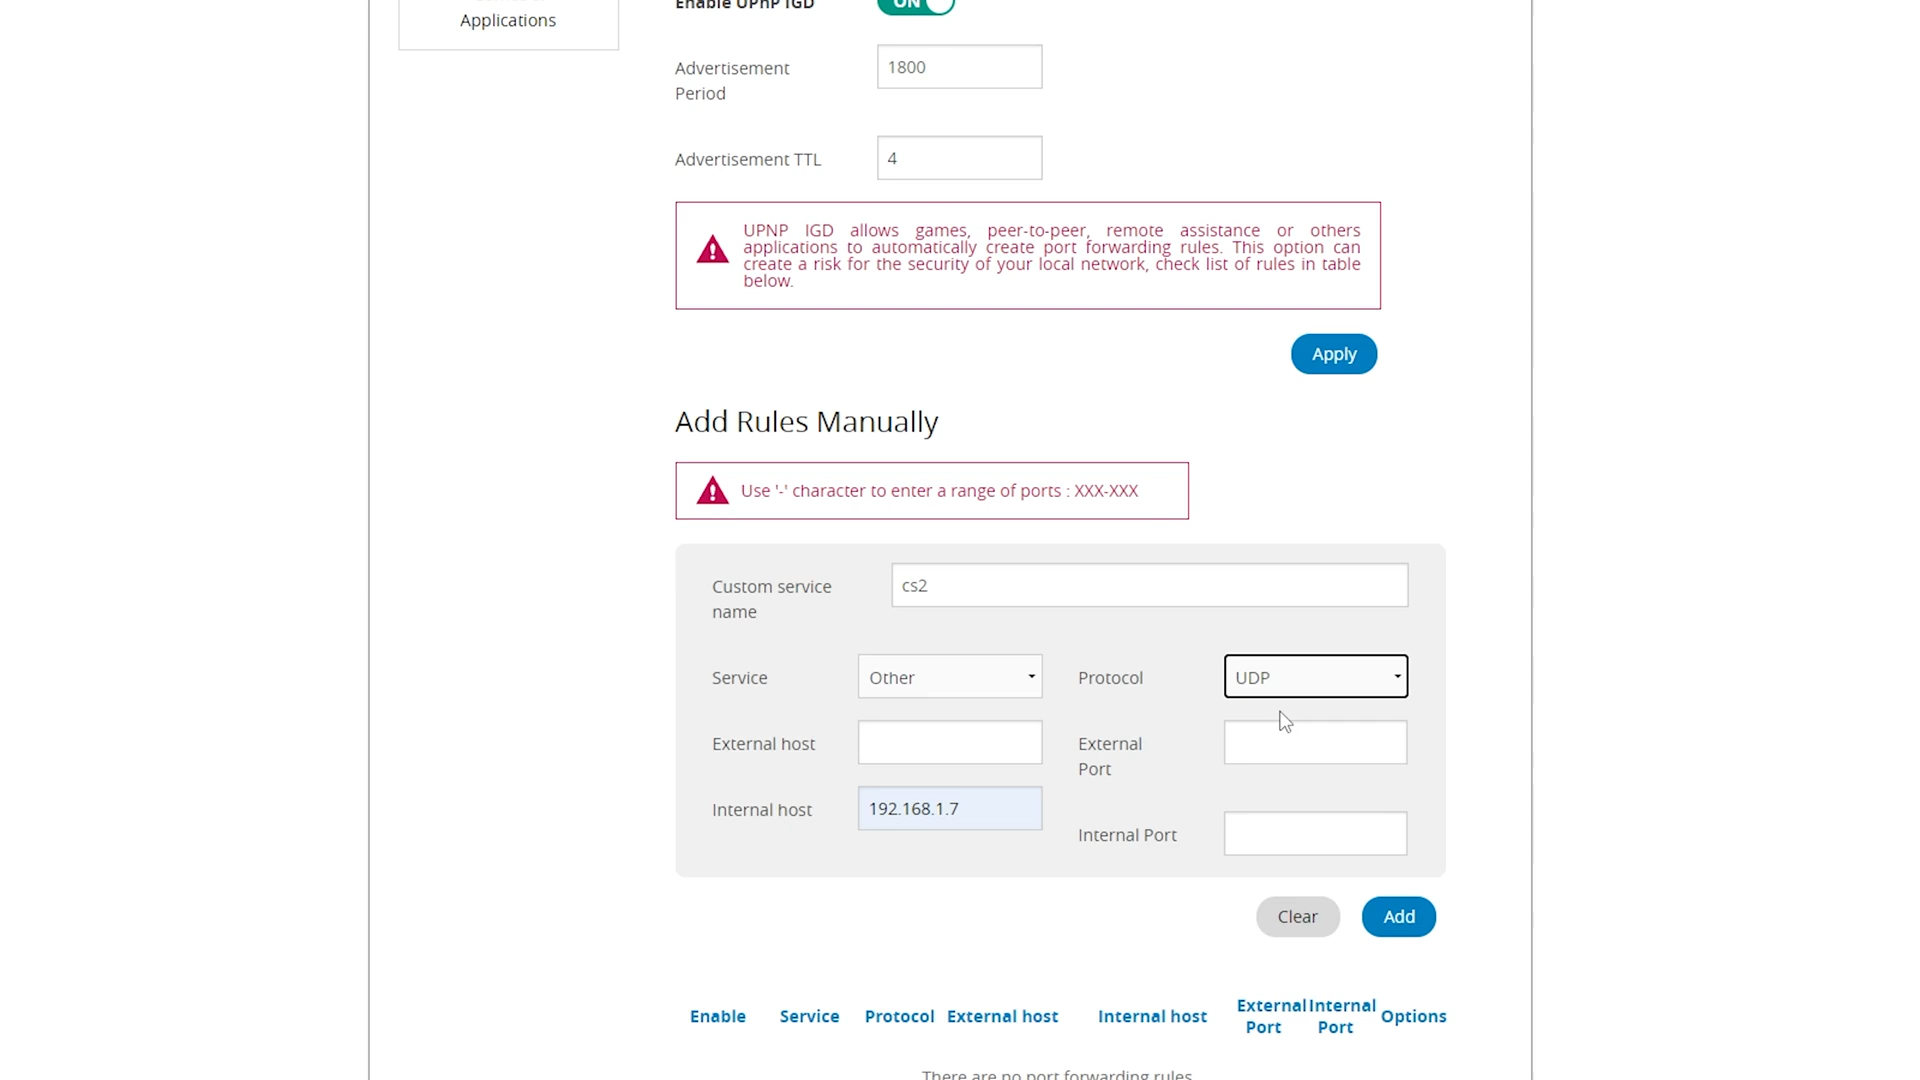 Applications
Enable UPnP IGD
ON
Advertisement
Period
1800
Advertisement TTL
4
UPNP IGD allows games, peer-to-peer, remote assistance or others
applications to automatically create port forwarding rules. This option can
create a risk for the security of your local network, check list of rules in table
below.
Apply
Add Rules Manually
Use '-' character to enter a range of ports : XXX-XXX
Custom service
name
cs2
Service
Other
Protocol
UDP
External host
External
Port
Internal host
192.168.1.7
Internal Port
Clear
Add
Enable
Service
Protocol
External host
Internal host
External
Port
Internal
Port
Options
There are no port forwarding rules